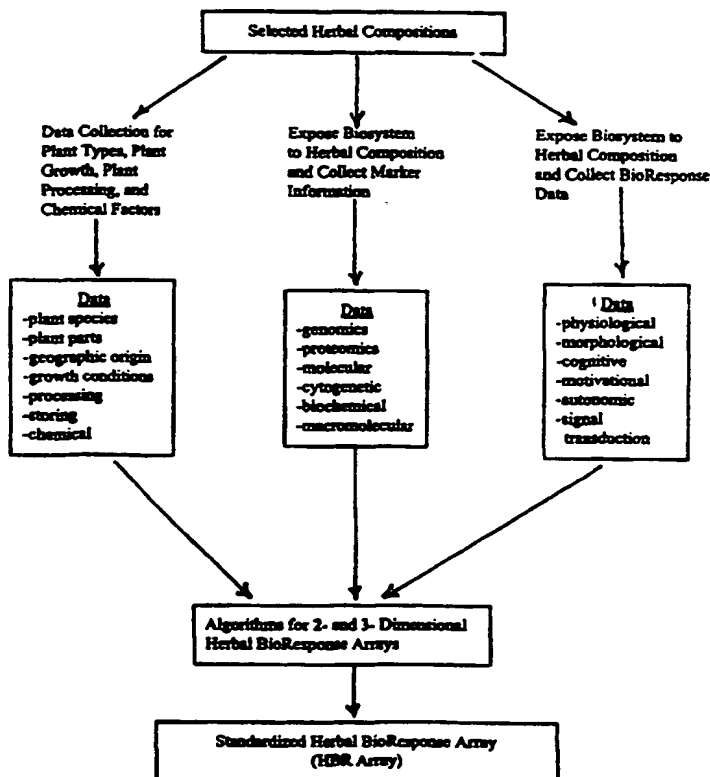 Selected Herbal Compositions
Data Collection for
Plant Types, Plant
Growth, Plant
Processing, and
Chemical Factors
Expose Biosystem
to Herbal Composition
and Collect Marker
Information
Expose Biosystem to
Herbal Composition
and Collect BioResponse
Data
Data
-plant species
-plant parts
-geographic origin
-growth conditions
-processing
-storing
-chemical
Data
-genomics
-proteomics
-molecular
-cytogenetic
-biochemical
-macromolecular
Data
-physiological
-morphological
-cognitive
-motivational
-autonomic
-signal
transduction
Algorithms for 2- and 3- Dimensional
Herbal BioResponse Arrays
Standardized Herbal BioResponse Array
(HBR Array)